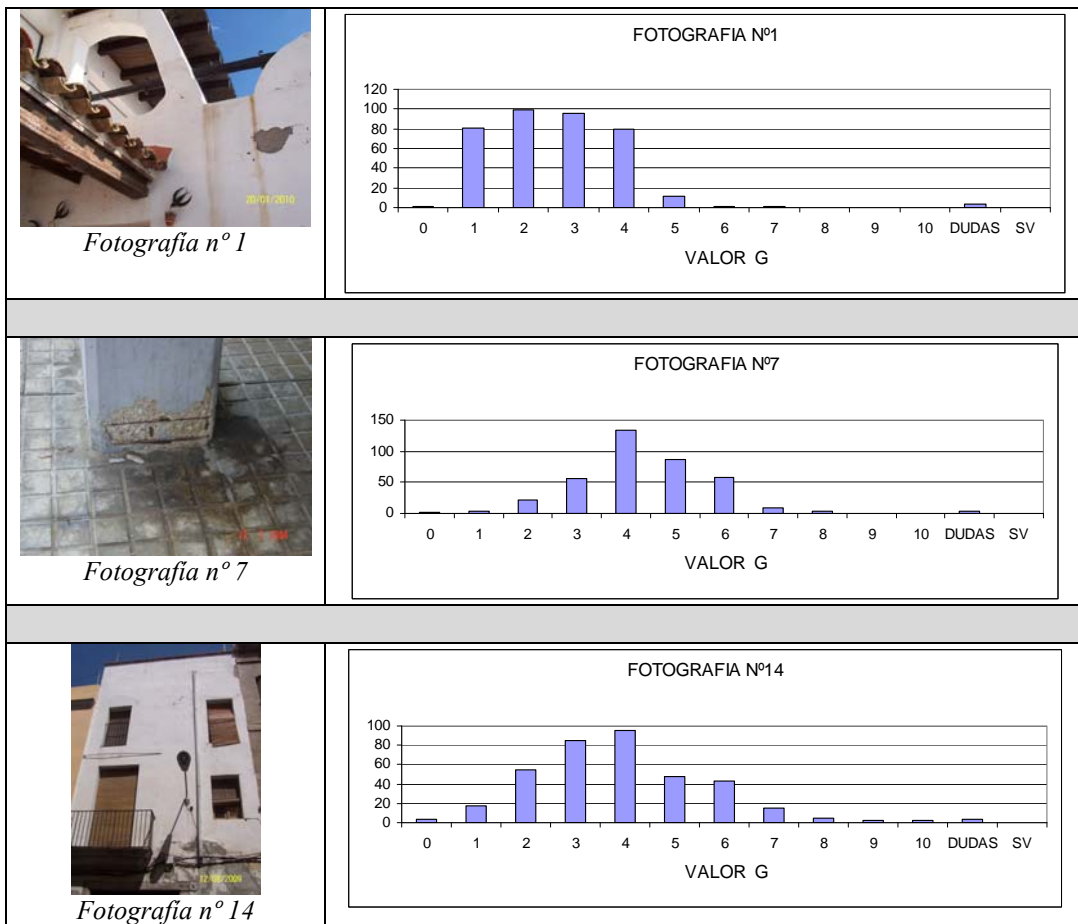 FOTOGRAFIA Nº1
120
100
80
60
40
20
0
0 1 2 3 4 5 6 7 8 9 10 DUDAS SV
VALOR G
20/01/2010
Fotografía nº 1
FOTOGRAFIA Nº7
150
100
50
0
0 1 2 3 4 5 6 7 8 9 10 DUDAS SV
VALOR G
Fotografía nº 7
FOTOGRAFIA Nº14
100
80
60
40
20
0
0 1 2 3 4 5 6 7 8 9 10 DUDAS SV
VALOR G
Fotografía nº 14